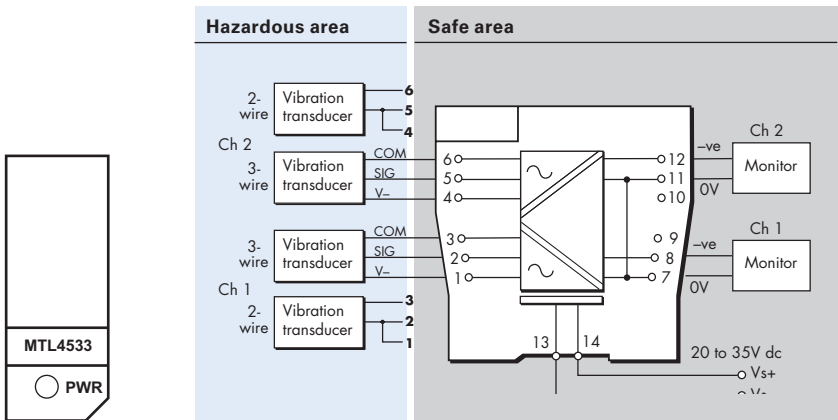 Hazardous area
Safe area
2-
wire
Vibration
transducer
6
5
4
Ch 2
3-
wire
Vibration
transducer
COM
SIG
V–
6
5
4
12
11
10
–ve
0V
Ch 2
Monitor
3-
wire
Vibration
transducer
COM
SIG
V–
3
2
1
9
8
7
–ve
0V
Ch 1
Monitor
Ch 1
2-
wire
Vibration
transducer
3
2
1
13
14
20 to 35V dc
Vs+
MTL4533
PWR